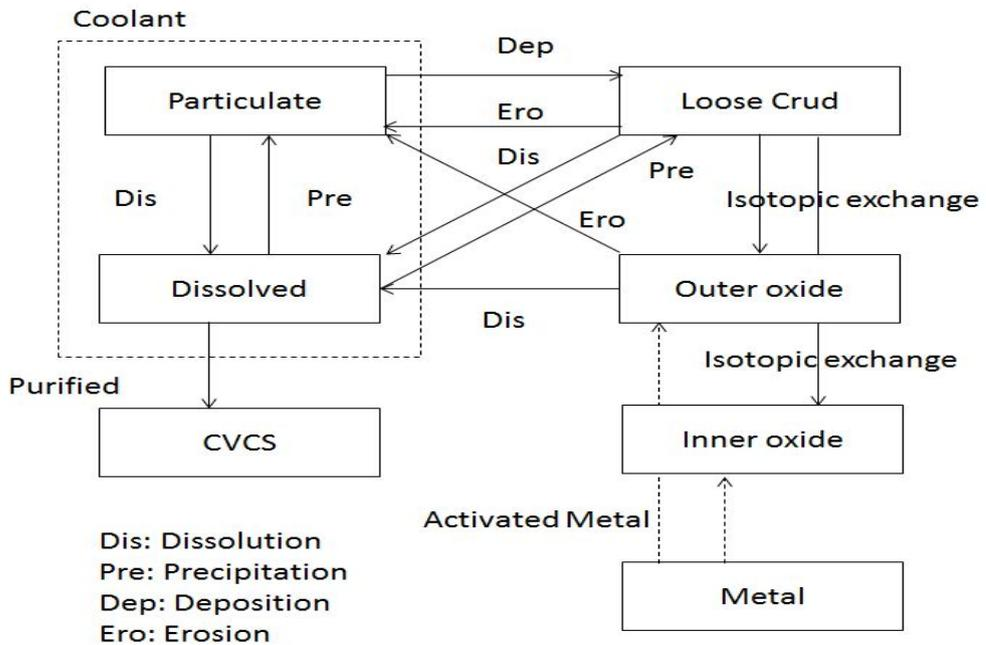 Coolant
Dep
Particulate
Loose Crud
Ero
Dis
Pre
Dis
Pre
Isotopic exchange
Ero
Dissolved
Outer oxide
Dis
Isotopic exchange
Purified
CVCS
Inner oxide
Activated Metal
Dis: Dissolution
Pre: Precipitation
Dep: Deposition
Metal
Ero: Erosion